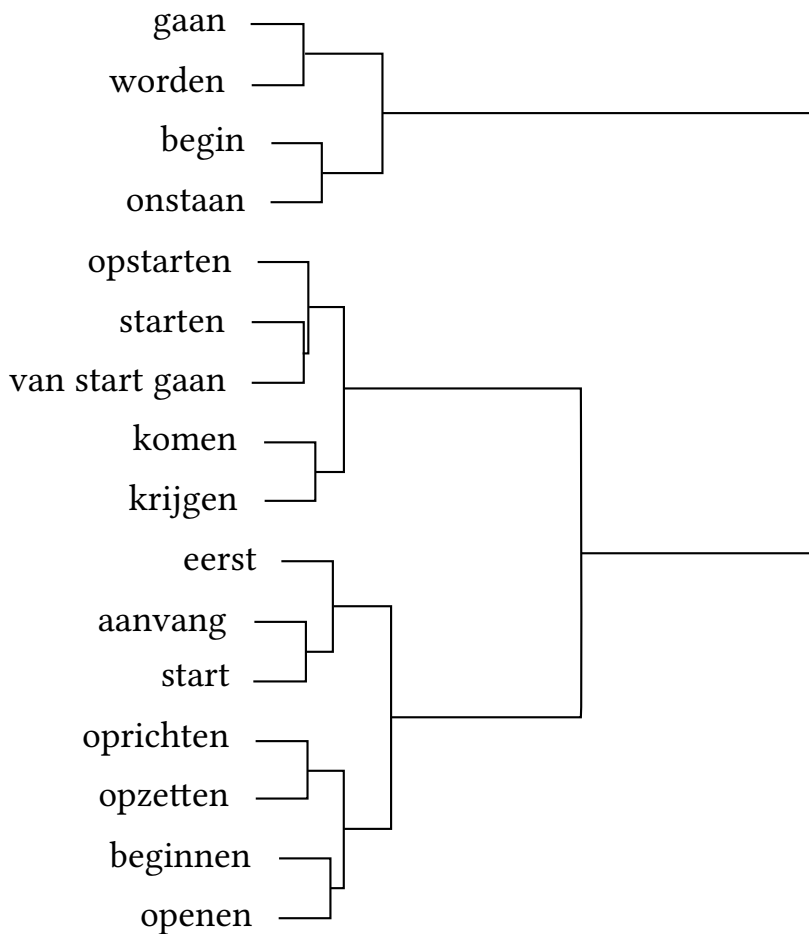 gaan
worden
begin
onstaan
opstarten
starten
van start gaan
komen
krijgen
eerst
aanvang
start
oprichten
opzetten
beginnen
openen